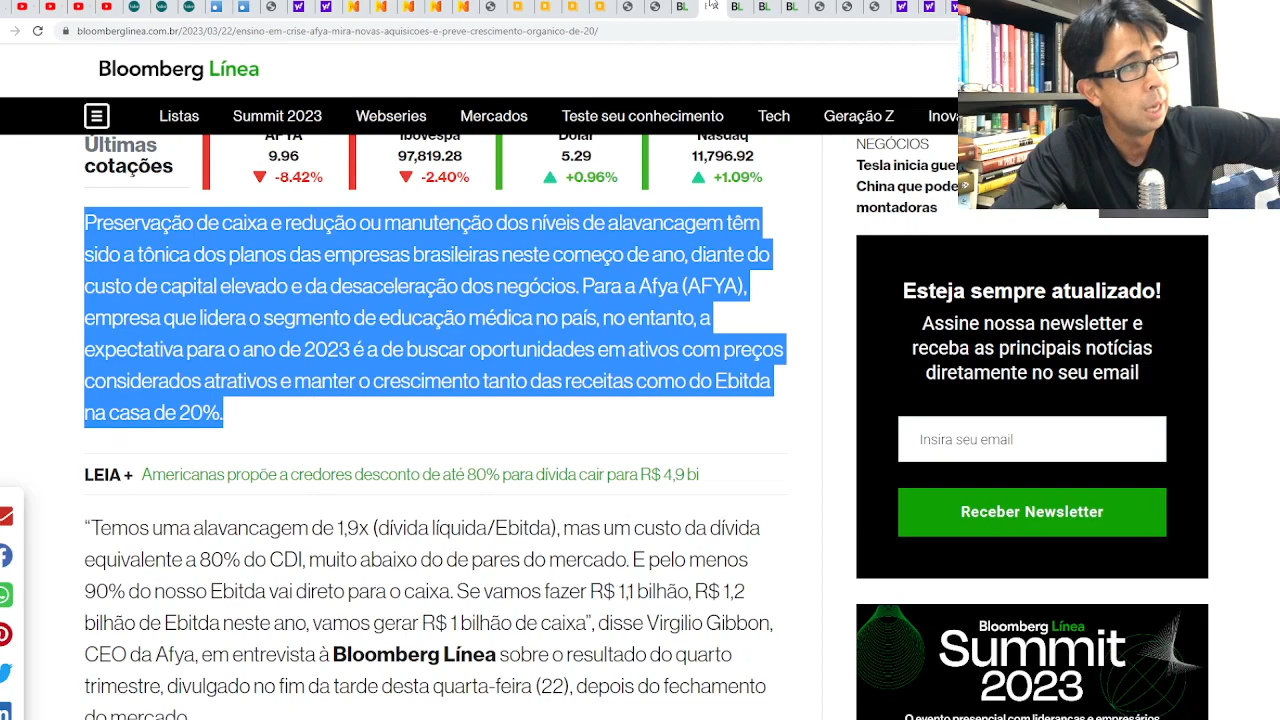 bloomberglinea.com.br/2023/03/22/ensino-em-crise-afya-mira-novas-aquisicoes-e-preve-crescimento-organico-de-20/
Bloomberg Línea
Listas Summit 2023 Webseries Mercados Teste seu conhecimento Tech Geração Z
Últimas
cotações
AFYA
9.96
-8.42%
Ibovespa
97,819.28
-2.40%
Dólar
5.29
+0.96%
Nasdaq
11,796.92
+1.09%
NEGÓCIOS
Tesla inicia
China que
montadoras
Preservação de caixa e redução ou manutenção dos níveis de alavancagem têm
sido a tônica dos planos das empresas brasileiras neste começo de ano, diante do
custo de capital elevado e da desaceleração dos negócios. Para a Afya (AFYA),
empresa que lidera o segmento de educação médica no país, no entanto, a
expectativa para o ano de 2023 é a de buscar oportunidades em ativos com preços
considerados atrativos e manter o crescimento tanto das receitas como do Ebitda
na casa de 20%.
LEIA + Americanas propõe a credores desconto de até 80% para dívida cair para R$ 4,9 bi
“Temos uma alavancagem de 1,9x (dívida líquida/Ebitda), mas um custo da dívida
equivalente a 80% do CDI, muito abaixo do de pares do mercado. E pelo menos
90% do nosso Ebitda vai direto para o caixa. Se vamos fazer R$ 1,1 bilhão, R$ 1,2
bilhão de Ebitda neste ano, vamos gerar R$ 1 bilhão de caixa”, disse Virgilio Gibbon,
CEO da Afya, em entrevista à Bloomberg Línea sobre o resultado do quarto
trimestre, divulgado no fim da tarde desta quarta-feira (22), depois do fechamento
do mercado.
Esteja sempre atualizado!
Assine nossa newsletter e
receba as principais notícias
diretamente no seu email
Insira seu email
Receber Newsletter
Bloomberg Línea
Summit
2023
O evento presencial com lideranças e empresários